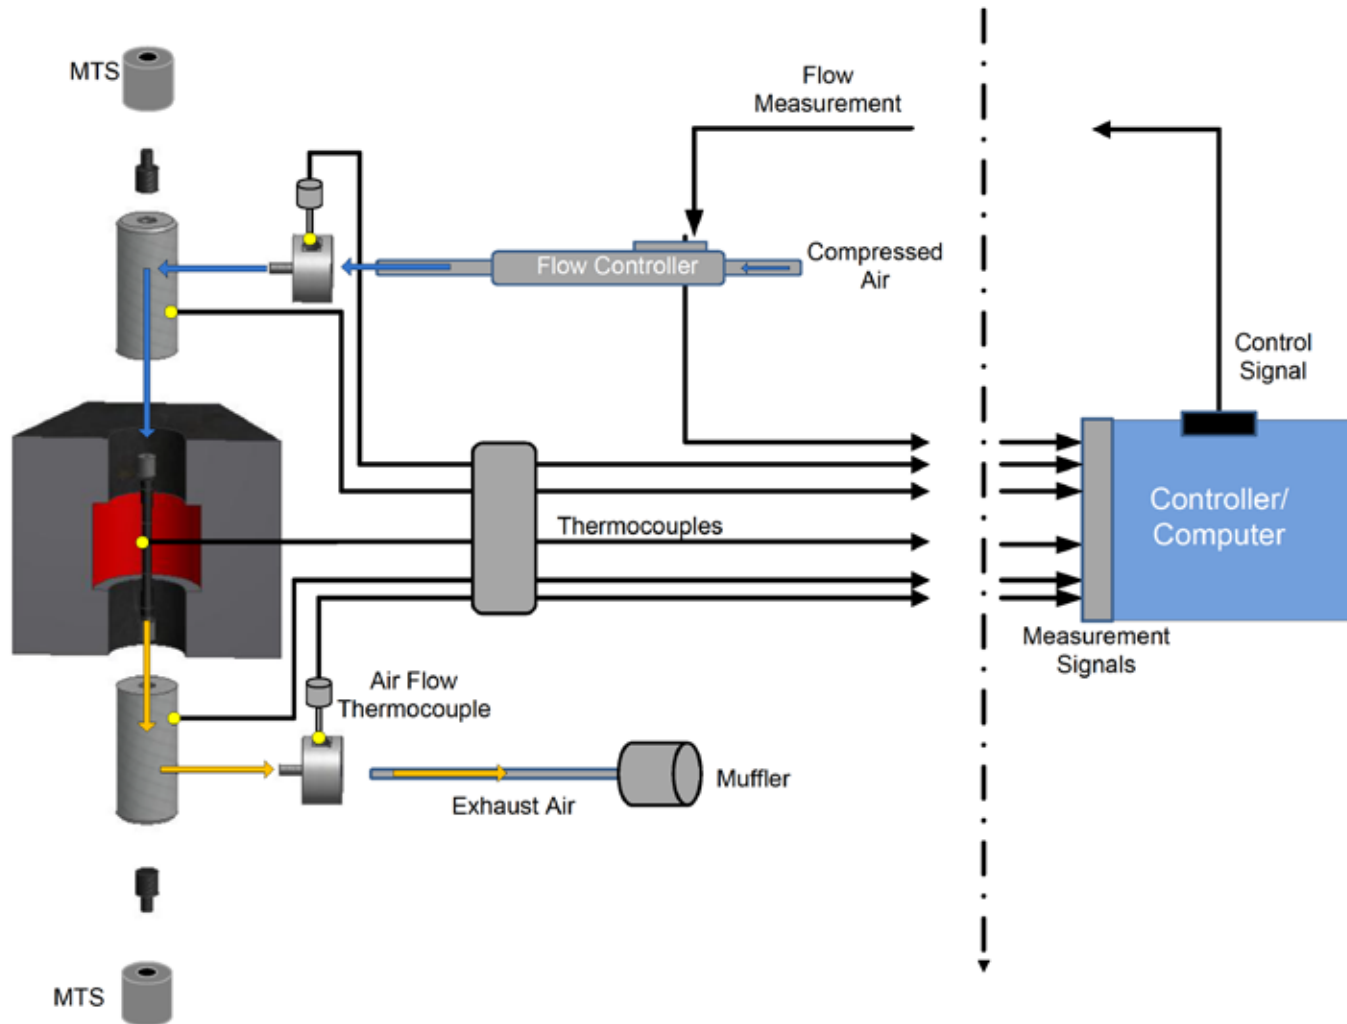 MTS
Flow
Measurement
Flow Controller
Compressed
Air
Control
Signal
Thermocouples
Controller/
Computer
Measurement
Signals
Air Flow
Thermocouple
Exhaust Air
Muffler
MTS